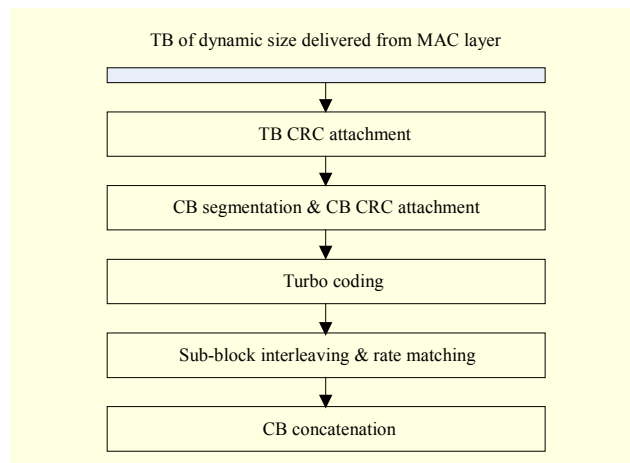 TB of dynamic size delivered from MAC layer
TB CRC attachment
CB segmentation & CB CRC attachment
Turbo coding
Sub-block interleaving & rate matching
CB concatenation